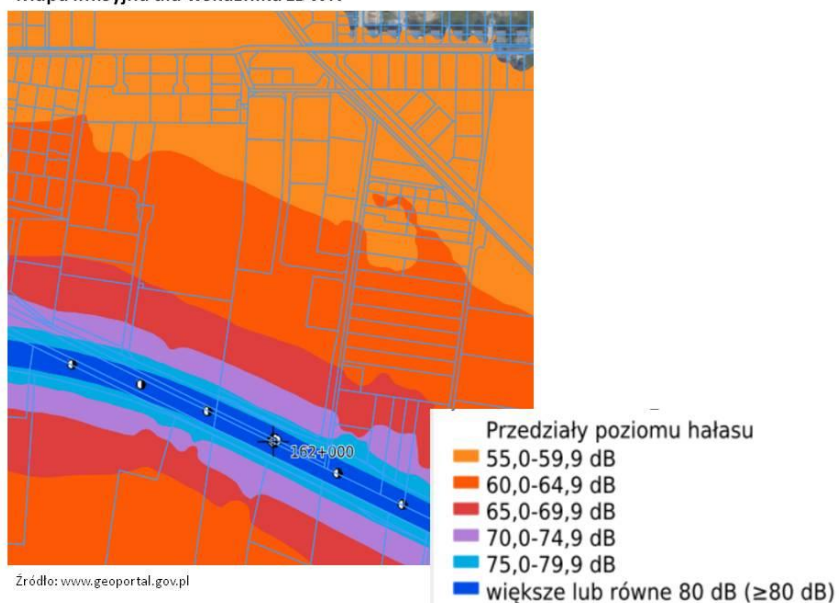 162+000
Przedziały poziomu hałasu
55,0-59,9 dB
60,0-64,9 dB
65,0-69,9 dB
70,0-74,9 dB
75,0-79,9 dB
większe lub równe 80 dB (≥80 dB)
Źródło: www.geoportal.gov.pl